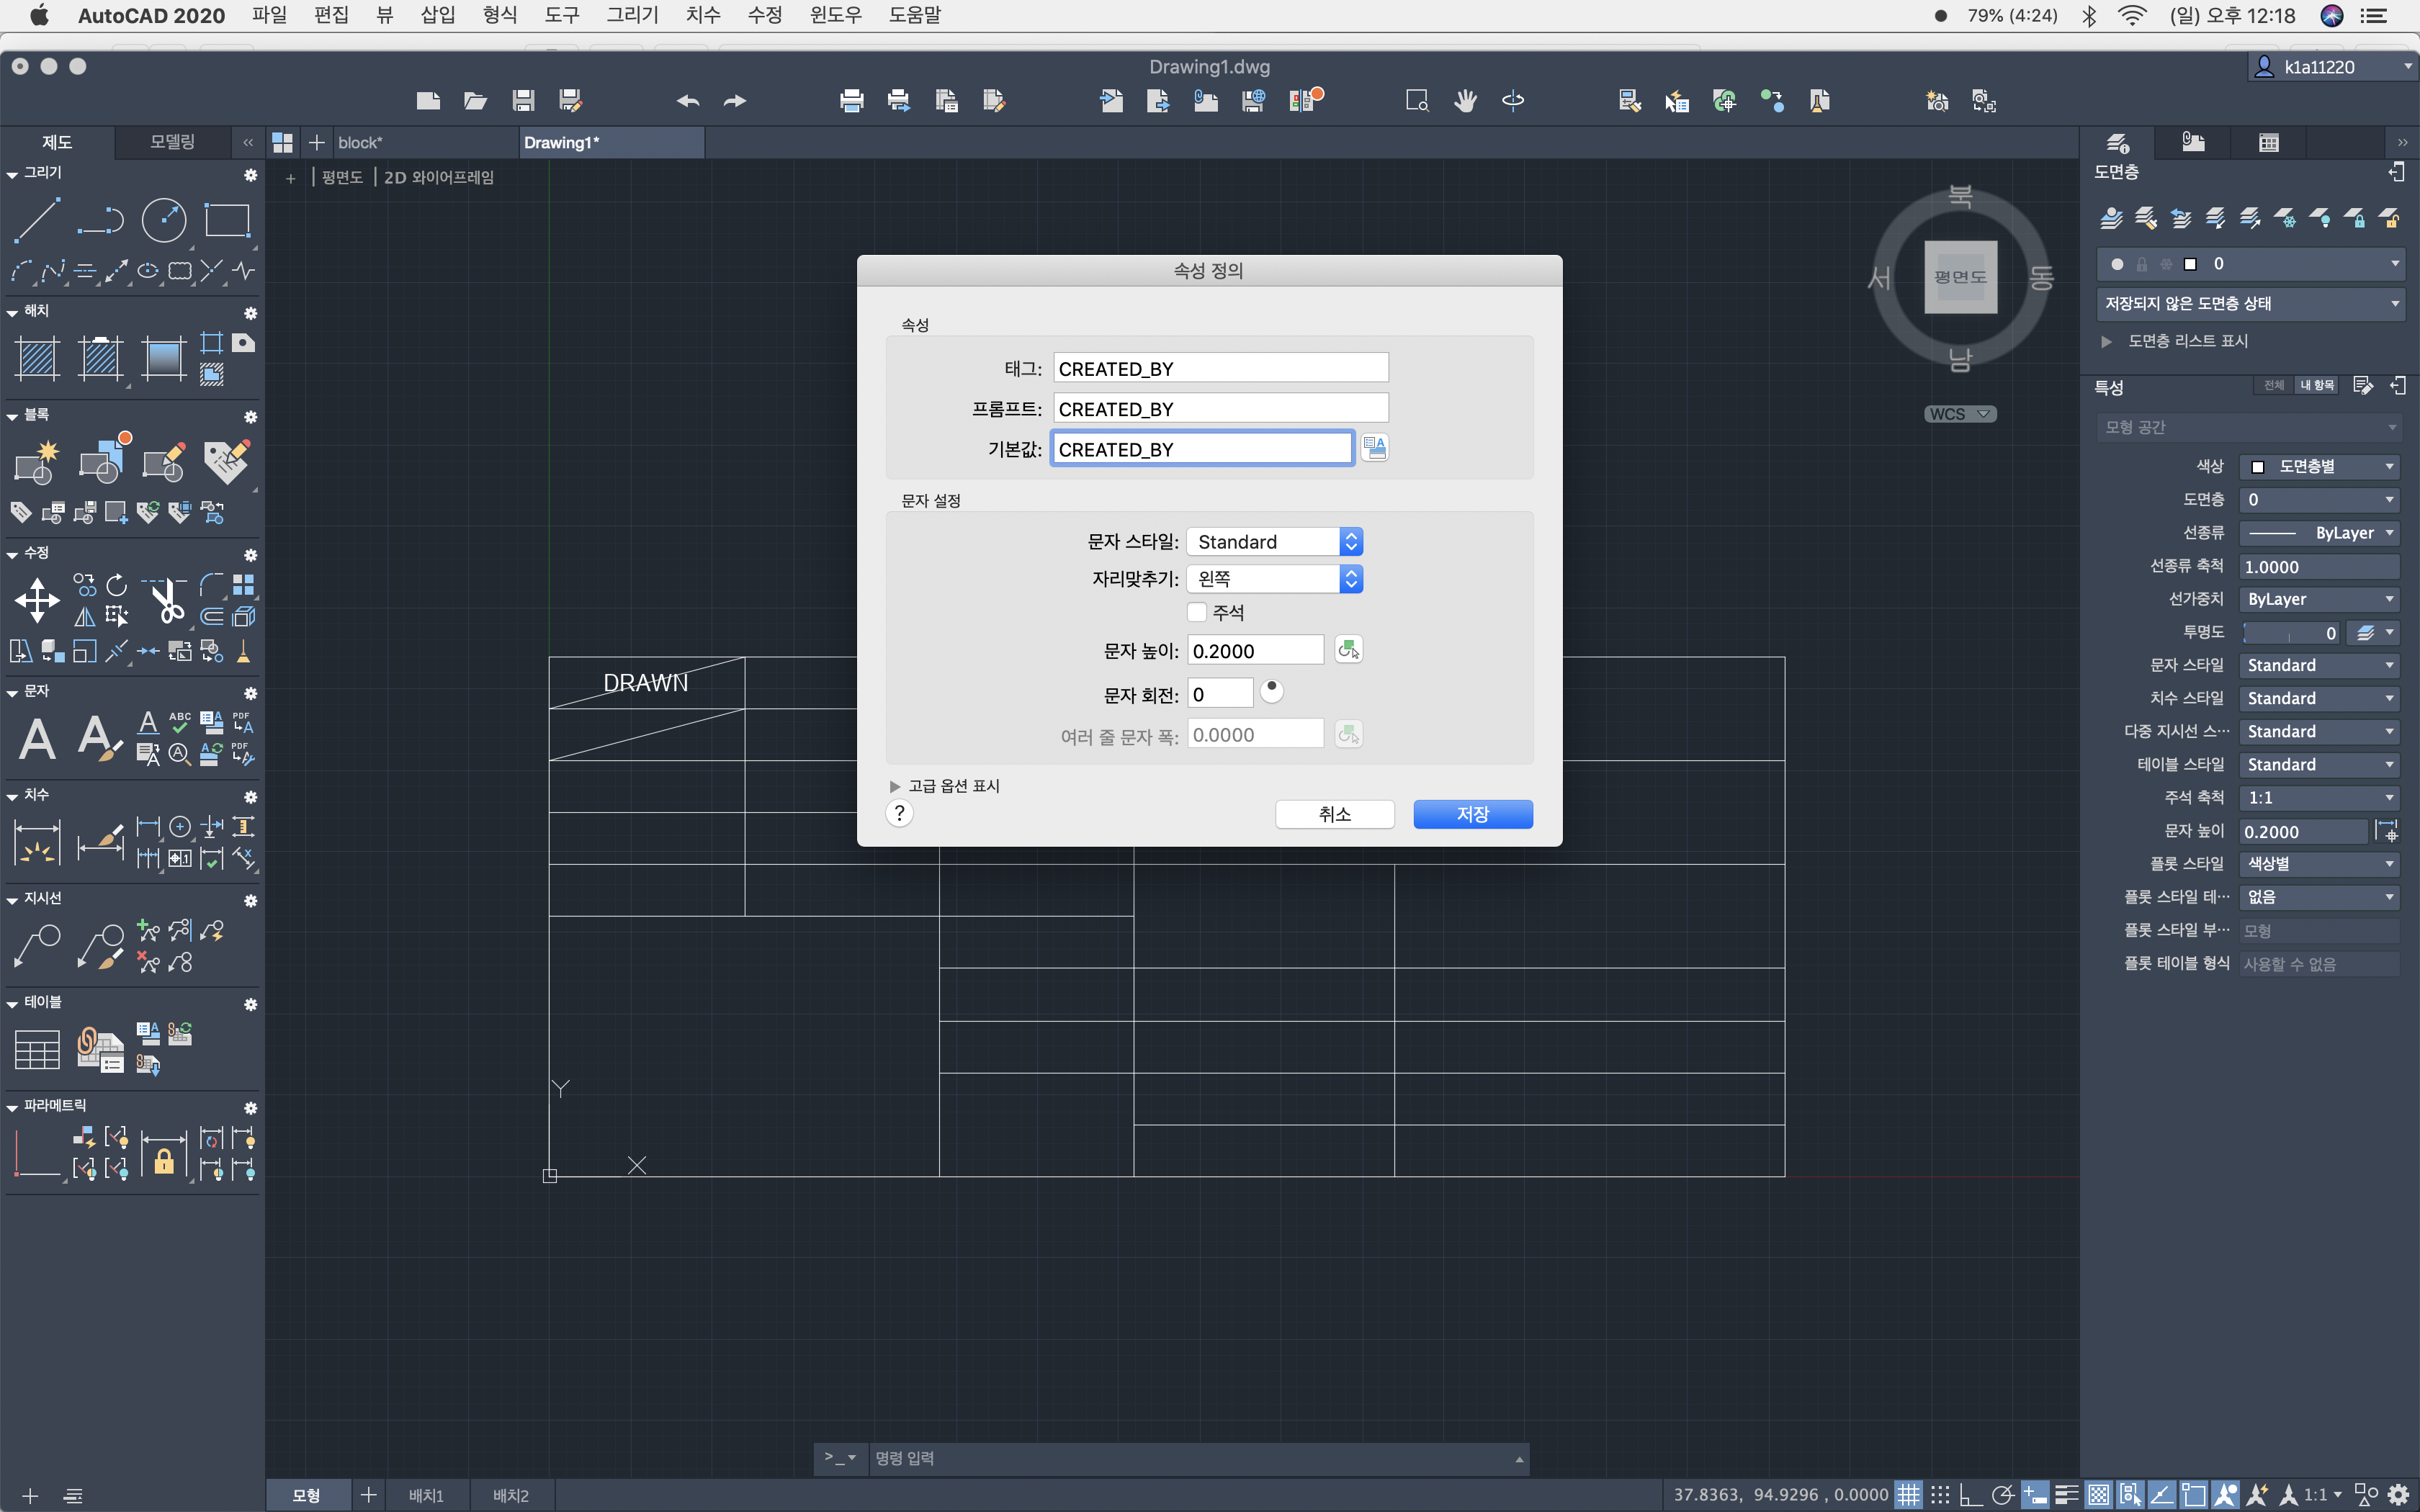 AutoCAD 2020 파일 편집 뷰 삽입 형식 도구 그리기 치수 수정 윈도우 도움말 79% (4:24) (일) 오후 12:18
Drawing1.dwg k1a11220
제도 모델링 « + block* Drawing1* »
그리기
+ 평면도 2D 와이어프레임
북
서 평면도 동
남
WCS
해치
블록
수정
문자
A A A ABC A PDF A
A A A PDF
치수
지시선
테이블
A
파라메트릭
속성 정의
속성
태그: CREATED_BY
프롬프트: CREATED_BY
기본값: CREATED_BY
문자 설정
문자 스타일: Standard
자리맞추기: 왼쪽
주석
문자 높이: 0.2000
문자 회전: 0
여러 줄 문자 폭: 0.0000
고급 옵션 표시
? 취소 저장
DRAWN
Y
X
도면층
0
저장되지 않은 도면층 상태
도면층 리스트 표시
특성 전체 내 항목
모형 공간
색상 도면층별
도면층 0
선종류 ByLayer
선종류 축척 1.0000
선가중치 ByLayer
투명도 0
문자 스타일 Standard
치수 스타일 Standard
다중 지시선 스… Standard
테이블 스타일 Standard
주석 축척 1:1
문자 높이 0.2000
플롯 스타일 색상별
플롯 스타일 테… 없음
플롯 스타일 부… 모형
플롯 테이블 형식 사용할 수 없음
>_ 명령 입력
모형 + 배치1 배치2 37.8363, 94.9296 , 0.0000 1:1